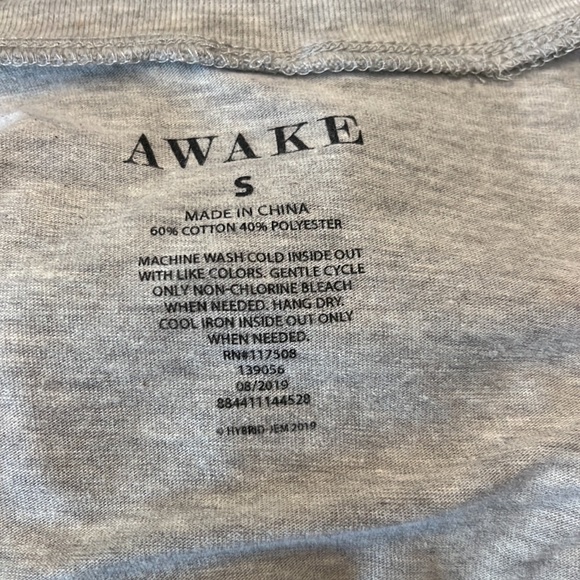 AWAKE
S
MADE IN CHINA
60% COTTON 40% POLYESTER
MACHINE WASH COLD INSIDE OUT
WITH LIKE COLORS. GENTLE CYCLE
ONLY NON-CHLORINE BLEACH
WHEN NEEDED. HANG DRY.
COOL IRON INSIDE OUT ONLY
WHEN NEEDED.
RN#117508
139056
08/2019
884411144528
© HYBRID-JEM 2019